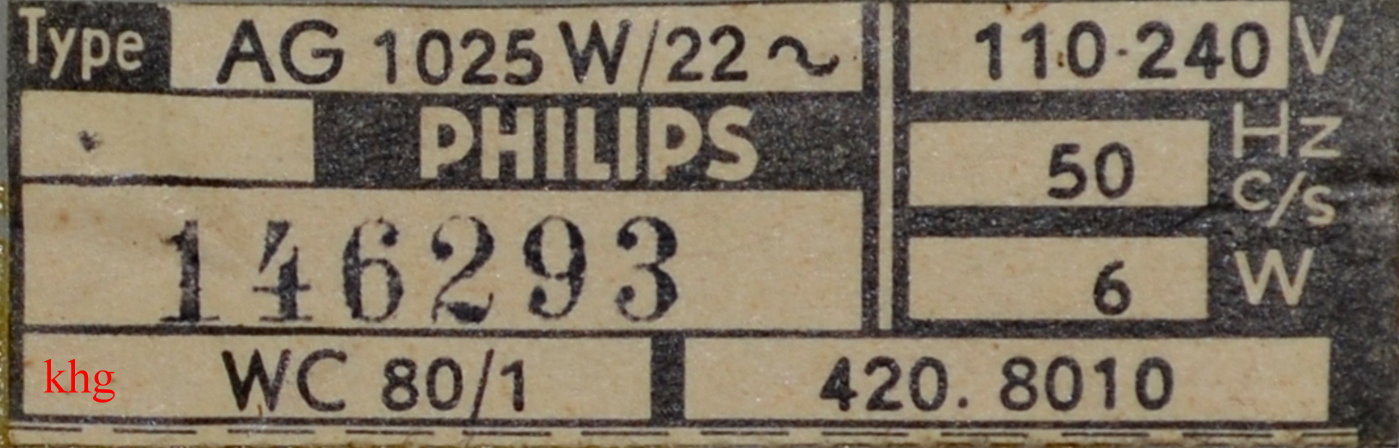 Type AG 1025 W/22 ~ 110-240 V
PHILIPS 50 Hz c/s
146293 6 W
khg WC 80/1 420. 8010